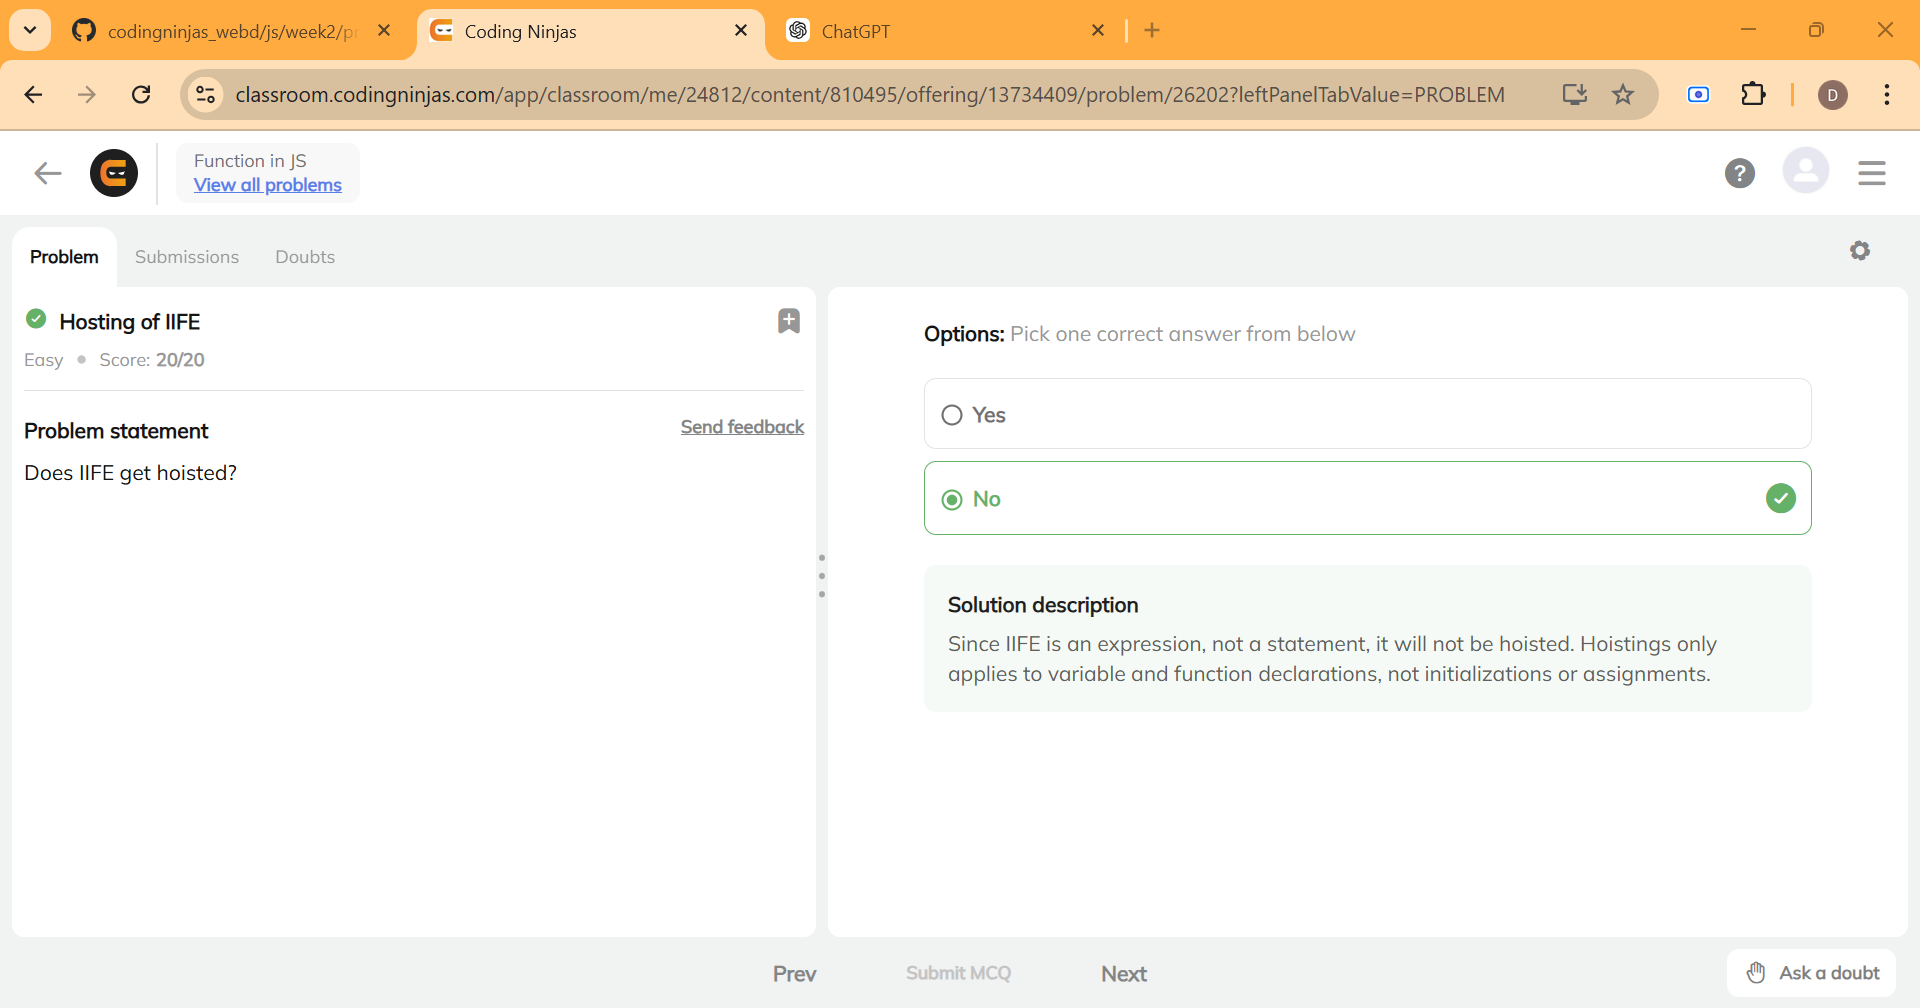 codingninjas_webd/js/week2/p
Coding Ninjas
ChatGPT
classroom.codingninjas.com/app/classroom/me/24812/content/810495/offering/13734409/problem/26202?leftPanelTabValue=PROBLEM
D
Function in JS
View all problems
?
Problem
Submissions
Doubts
Hosting of IIFE
Easy • Score: 20/20
Problem statement
Send feedback
Does IIFE get hoisted?
Options: Pick one correct answer from below
Yes
No
Solution description
Since IIFE is an expression, not a statement, it will not be hoisted. Hoistings only
applies to variable and function declarations, not initializations or assignments.
Prev
Submit MCQ
Next
Ask a doubt